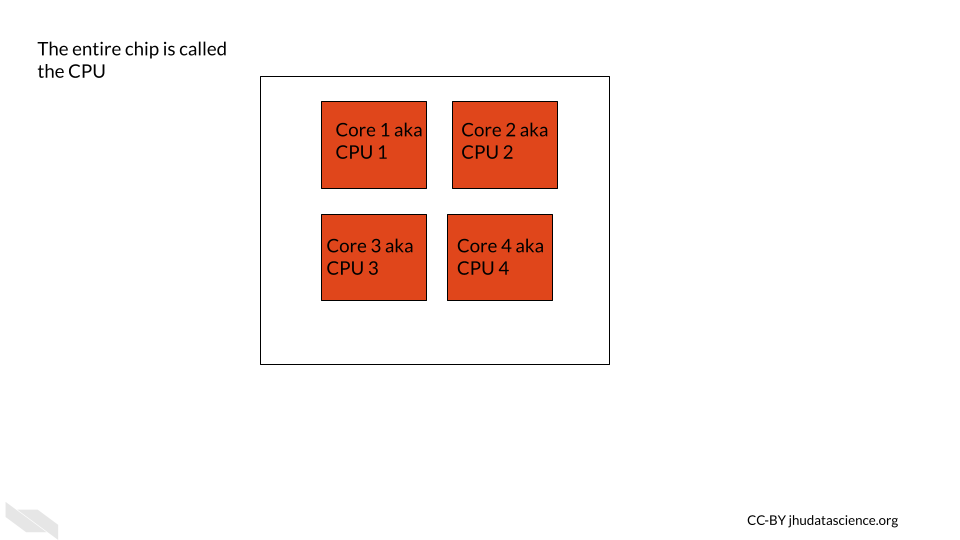 The entire chip is called
the CPU
Core 1 aka
CPU 1
Core 2 aka
CPU 2
Core 3 aka
CPU 3
Core 4 aka
CPU 4
CC-BY jhudatascience.org